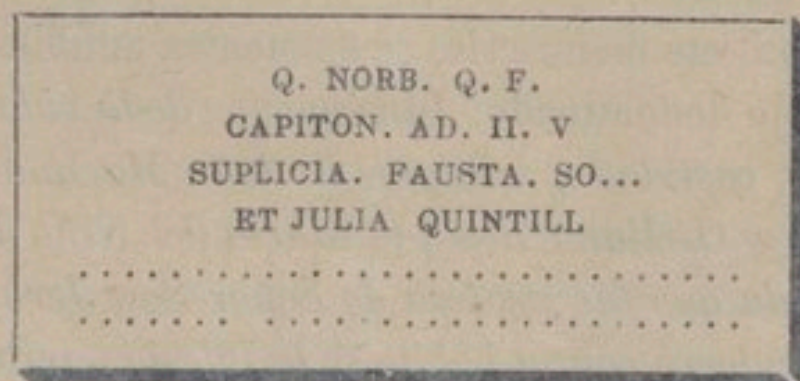 Q. NORB. Q. F.
CAPITON. AD. II. V
SUPLICIA. FAUSTA. SO...
ET JULIA QUINTILL
..................................
.................................